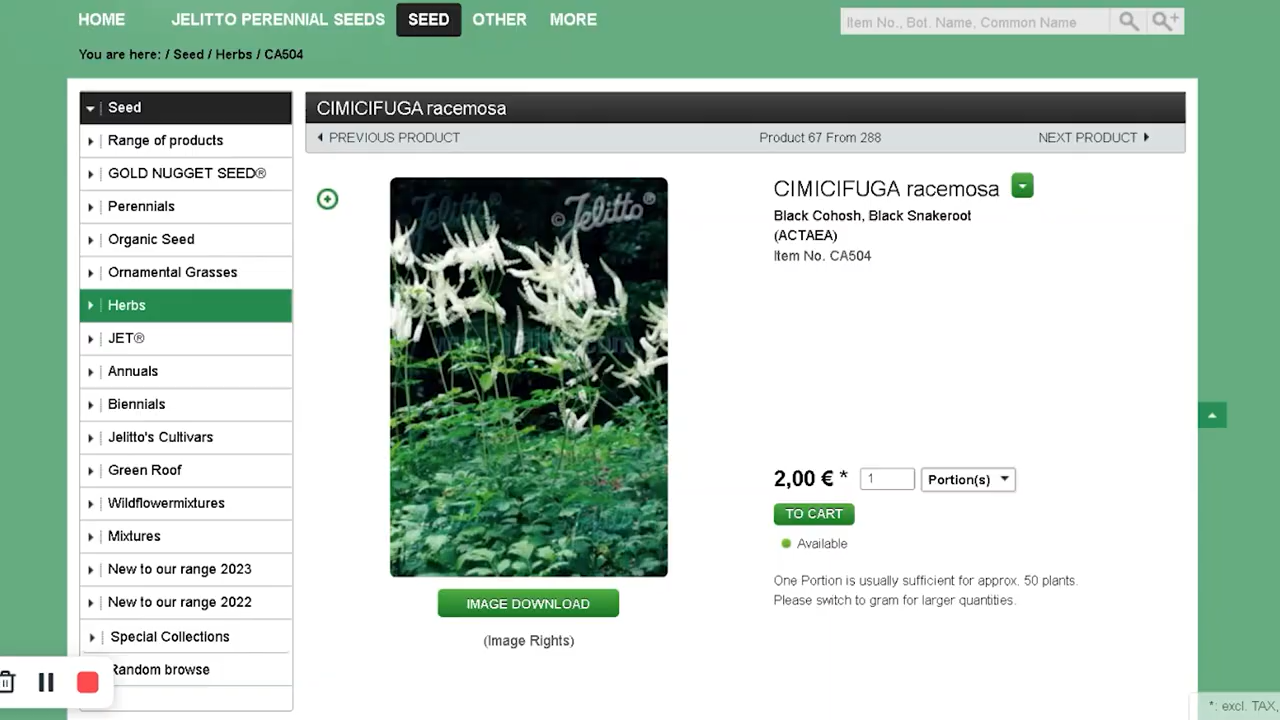 HOME
JELITTO PERENNIAL SEEDS
SEED
OTHER
MORE
Item No., Bot. Name, Common Name
You are here: / Seed / Herbs / CA504
Seed
Range of products
GOLD NUGGET SEED®
Perennials
Organic Seed
Ornamental Grasses
Herbs
JET®
Annuals
Biennials
Jelitto's Cultivars
Green Roof
Wildflowermixtures
Mixtures
New to our range 2023
New to our range 2022
Special Collections
Random browse
CIMICIFUGA racemosa
PREVIOUS PRODUCT
Product 67 From 288
NEXT PRODUCT
Jelitto®
©Jelitto®
IMAGE DOWNLOAD
(Image Rights)
CIMICIFUGA racemosa
Black Cohosh, Black Snakeroot
(ACTAEA)
Item No. CA504
2,00 € * 1 Portion(s)
TO CART
Available
One Portion is usually sufficient for approx. 50 plants.
Please switch to gram for larger quantities.
*: excl. TAX,